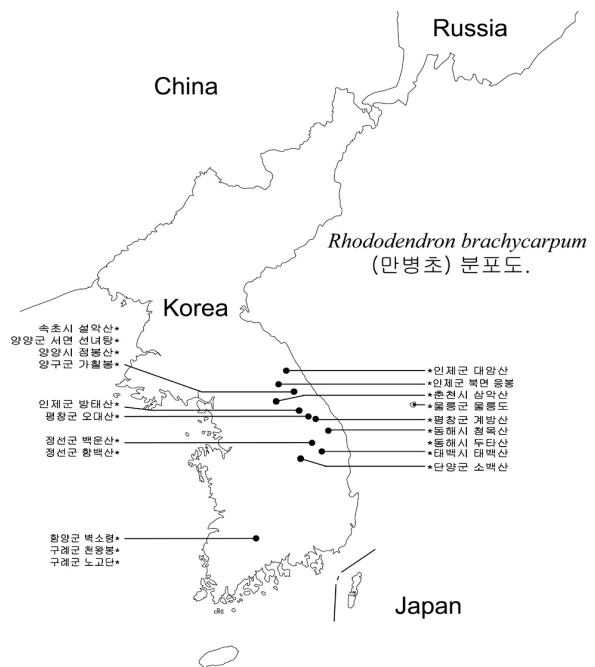 Russia
China
Rhododendron brachycarpum
(만병초) 분포도.
Korea
속초시 설악산*
양양군 서면 선녀탕*
양양시 점봉산*
양구군 가칠봉*
인제군 방태산*
평창군 오대산*
정선군 백운산*
정선군 함백산*
함양군 벽소령*
구례군 천왕봉*
구례군 노고단*
*인제군 대암산
*인제군 북면 응봉
*춘천시 삼악산
*울릉군 울릉도
*평창군 계방산
*동해시 청옥산
*동해시 두타산
*태백시 태백산
*단양군 소백산
Japan